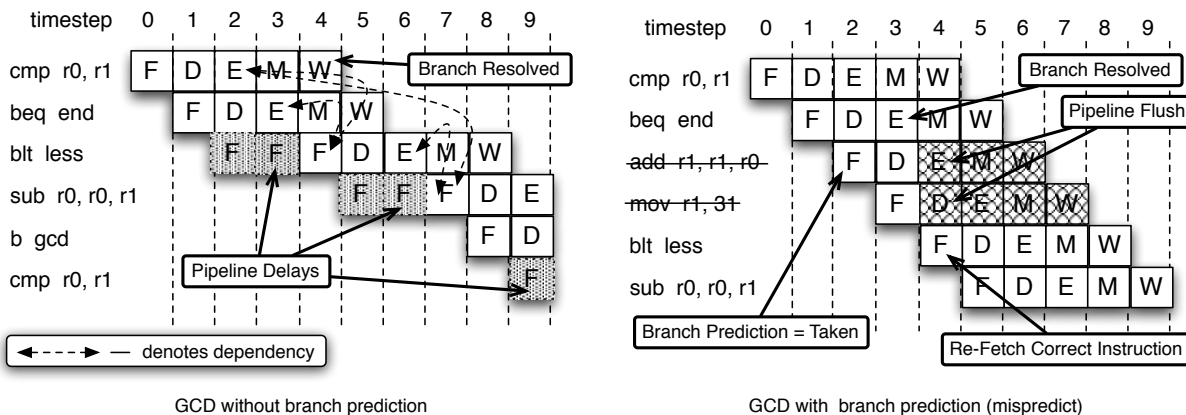 timestep 0 1 2 3 4 5 6 7 8 9
cmp r0, r1 F D E M W
Branch Resolved
beq end F D E M W
blt less F F F D E M W
sub r0, r0, r1 F F F D E
b gcd F D
Pipeline Delays
cmp r0, r1 F
— denotes dependency
GCD without branch prediction
timestep 0 1 2 3 4 5 6 7 8 9
cmp r0, r1 F D E M W
Branch Resolved
beq end F D E M W
Pipeline Flush
add r1, r1, r0 F D E M W
mov r1, 31 F D E M W
blt less F D E M W
sub r0, r0, r1 F D E M W
Branch Prediction = Taken
Re-Fetch Correct Instruction
GCD with branch prediction (mispredict)